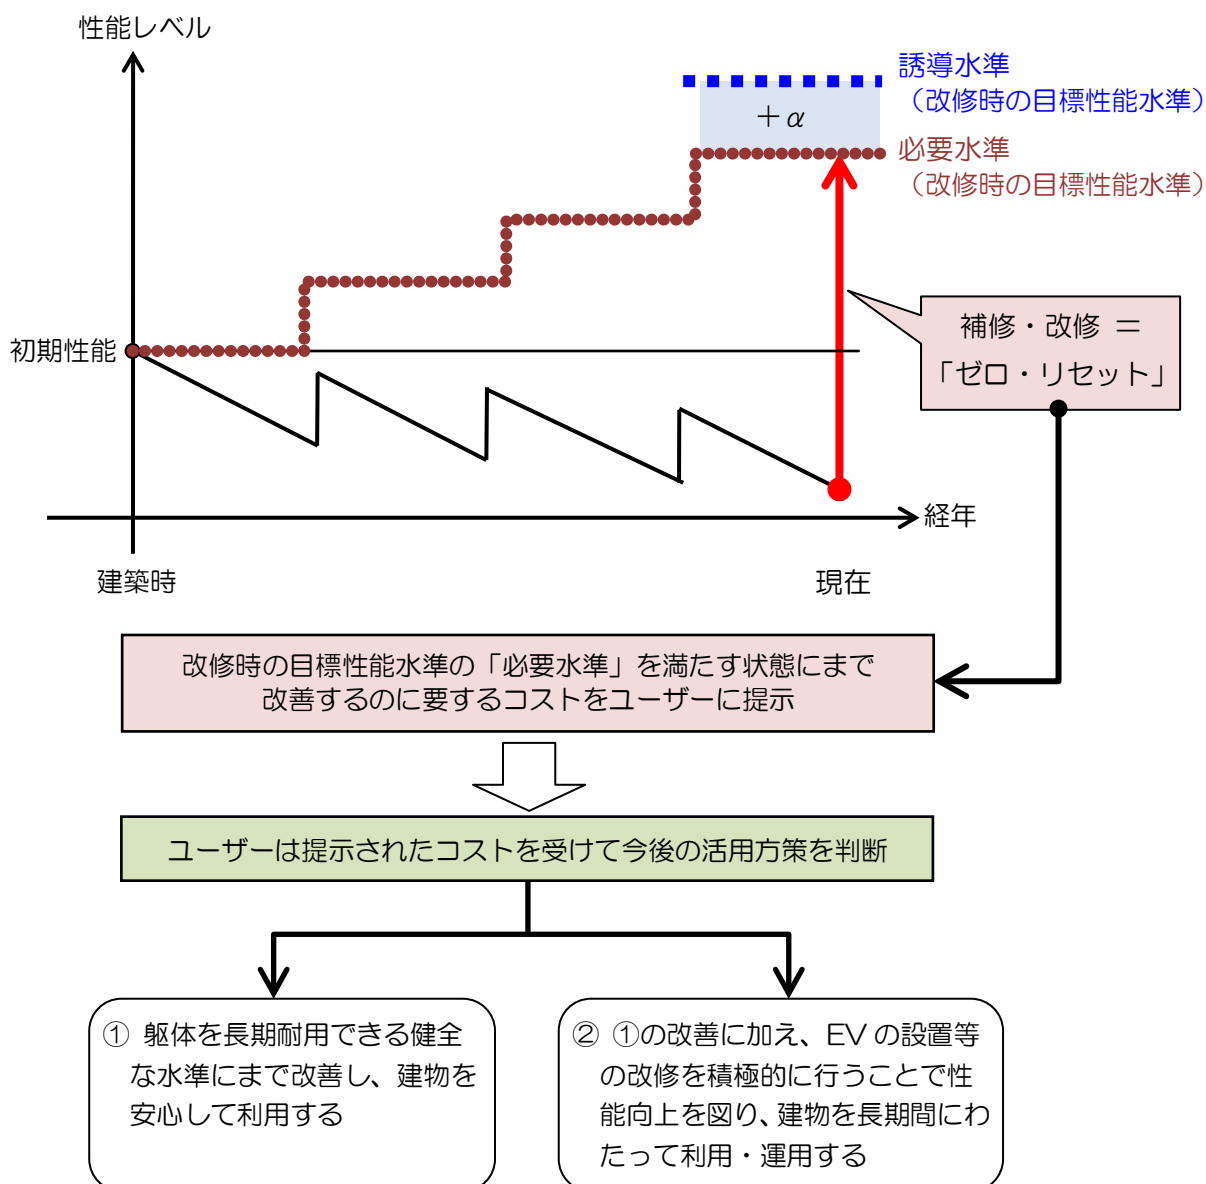 性能レベル
誘導水準
（改修時の目標性能水準）
＋α
必要水準
（改修時の目標性能水準）
補修・改修 ＝
「ゼロ・リセット」
初期性能
経年
建築時
現在
改修時の目標性能水準の「必要水準」を満たす状態にまで
改善するのに要するコストをユーザーに提示
ユーザーは提示されたコストを受けて今後の活用方策を判断
① 躯体を長期耐用できる健全
な水準にまで改善し、建物を
安心して利用する
② ①の改善に加え、EV の設置等
の改修を積極的に行うことで性
能向上を図り、建物を長期間にわ
たって利用・運用する